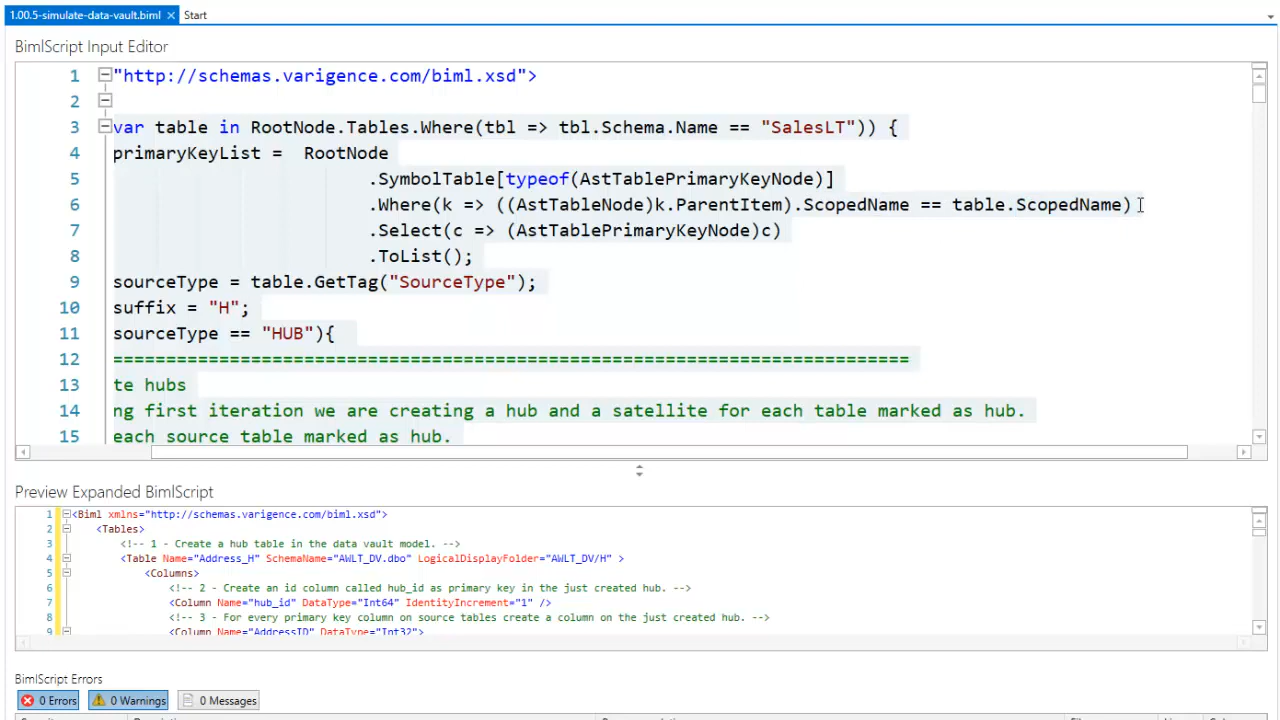 1.00.5-simulate-data-vault.biml Start
BimlScript Input Editor
1 "http://schemas.varigence.com/biml.xsd">
2
3 var table in RootNode.Tables.Where(tbl => tbl.Schema.Name == "SalesLT")) {
4 primaryKeyList = RootNode
5 .SymbolTable[typeof(AstTablePrimaryKeyNode)]
6 .Where(k => ((AstTableNode)k.ParentItem).ScopedName == table.ScopedName)
7 .Select(c => (AstTablePrimaryKeyNode)c)
8 .ToList();
9 sourceType = table.GetTag("SourceType");
10 suffix = "H";
11 sourceType == "HUB"){
12 ===========================================================================
13 te hubs
14 ng first iteration we are creating a hub and a satellite for each table marked as hub.
15 each source table marked as hub.
Preview Expanded BimlScript
1 <Biml xmlns="http://schemas.varigence.com/biml.xsd">
2 <Tables>
3 <!-- 1 - Create a hub table in the data vault model. -->
4 <Table Name="Address_H" SchemaName="AWLT_DV.dbo" LogicalDisplayFolder="AWLT_DV/H" >
5 <Columns>
6 <!-- 2 - Create an id column called hub_id as primary key in the just created hub. -->
7 <Column Name="hub_id" DataType="Int64" IdentityIncrement="1" />
8 <!-- 3 - For every primary key column on source tables create a column on the just created hub. -->
9 <Column Name="AddressID" DataType="Int32">
BimlScript Errors
0 Errors 0 Warnings 0 Messages